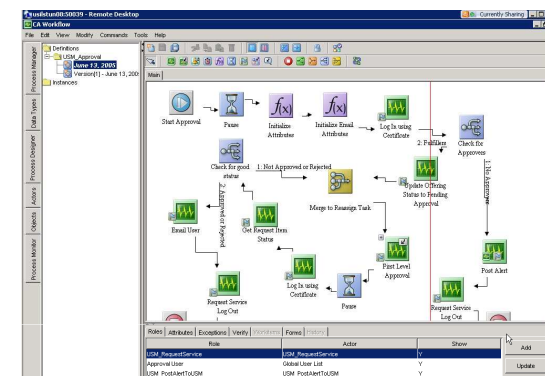 usilstun00:50039 - Remote Desktop
Currently Sharing
CA Workflow
File Edit View Modify Commands Tools Help
Process Manager
Data Types
Process Designer
Actors
Objects
Process Monitor
Definitions
USM_Approval
June 13, 2005
Version[1] - June 13, 200
Instances
Main
Start Approval
Pause
Initialize Attributes
Initialize Email Attributes
Log In using Certificate
2: Fulfillers
Check for Approvers
Check for good status
1: Not Approved or Rejected
Merge to Reassign Task
Update Offering Status to Pending Approval
1: No Approver
2: Approved or Rejected
Email User
Get Request Item Status
Log In using Certificate
Pause
First Level Approval
Post Alert
Request Service Log Out
Request Service Log Out
Roles Attributes Exceptions Verify Forms History
Role Actor Show
USM_RequestService USM_RequestService Y
Approval User Global User List Y
USM_PostAlertToUSM USM_PostAlertToUSM Y
Add
Update